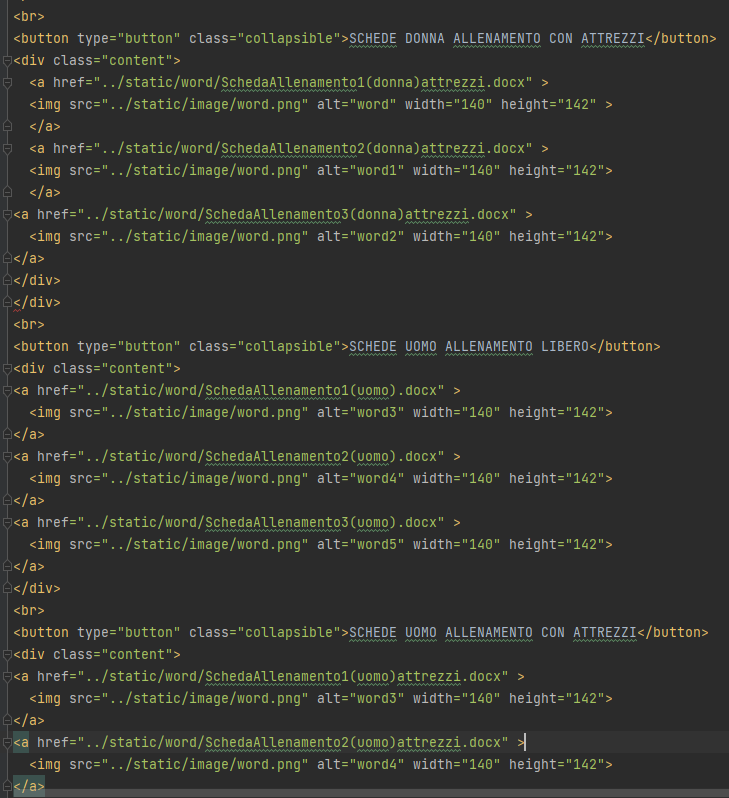 <br>
<button type="button" class="collapsible">SCHEDE DONNA ALLENAMENTO CON ATTREZZI</button>
<div class="content">
<a href="../static/word/SchedaAllenamento1(donna)attrezzi.docx" >
<img src="../static/image/word.png" alt="word" width="140" height="142" >
</a>
<a href="../static/word/SchedaAllenamento2(donna)attrezzi.docx" >
<img src="../static/image/word.png" alt="word1" width="140" height="142">
</a>
<a href="../static/word/SchedaAllenamento3(donna)attrezzi.docx" >
<img src="../static/image/word.png" alt="word2" width="140" height="142">
</a>
</div>
</div>
<br>
<button type="button" class="collapsible">SCHEDE UOMO ALLENAMENTO LIBERO</button>
<div class="content">
<a href="../static/word/SchedaAllenamento1(uomo).docx" >
<img src="../static/image/word.png" alt="word3" width="140" height="142">
</a>
<a href="../static/word/SchedaAllenamento2(uomo).docx" >
<img src="../static/image/word.png" alt="word4" width="140" height="142">
</a>
<a href="../static/word/SchedaAllenamento3(uomo).docx" >
<img src="../static/image/word.png" alt="word5" width="140" height="142">
</a>
</div>
<br>
<button type="button" class="collapsible">SCHEDE UOMO ALLENAMENTO CON ATTREZZI</button>
<div class="content">
<a href="../static/word/SchedaAllenamento1(uomo)attrezzi.docx" >
<img src="../static/image/word.png" alt="word3" width="140" height="142">
</a>
<a href="../static/word/SchedaAllenamento2(uomo)attrezzi.docx" >
<img src="../static/image/word.png" alt="word4" width="140" height="142">
</a>